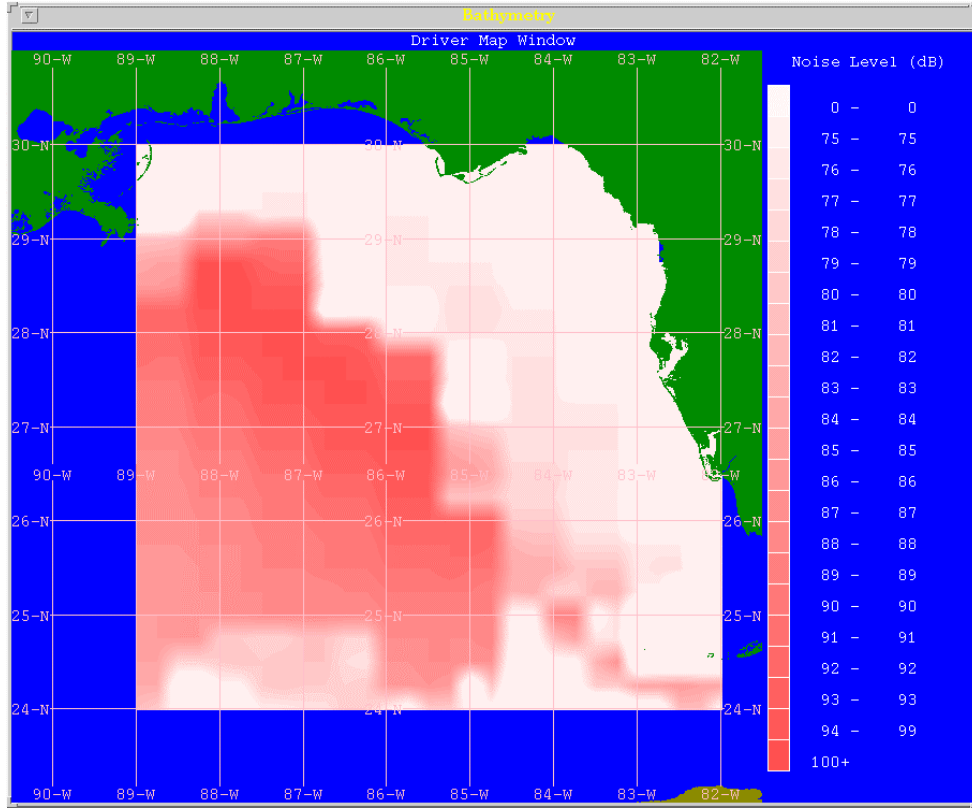 Bathymetry
Driver Map Window
90-W 89-W 88-W 87-W 86-W 85-W 84-W 83-W 82-W
Noise Level (dB)
0 - 0
75 - 75
76 - 76
77 - 77
78 - 78
79 - 79
80 - 80
81 - 81
82 - 82
83 - 83
84 - 84
85 - 85
86 - 86
87 - 87
88 - 88
89 - 89
90 - 90
91 - 91
92 - 92
93 - 93
94 - 99
100+
30-N 30-N
29-N 29-N 29-N
28-N 28-N 28-N
27-N 27-N 27-N
90-W 89-W 88-W 87-W 86-W 85-W 84-W 83-W 82-W
26-N 26-N 26-N
25-N 25-N 25-N
24-N 24-N 24-N
90-W 89-W 88-W 87-W 86-W 85-W 84-W 83-W 82-W